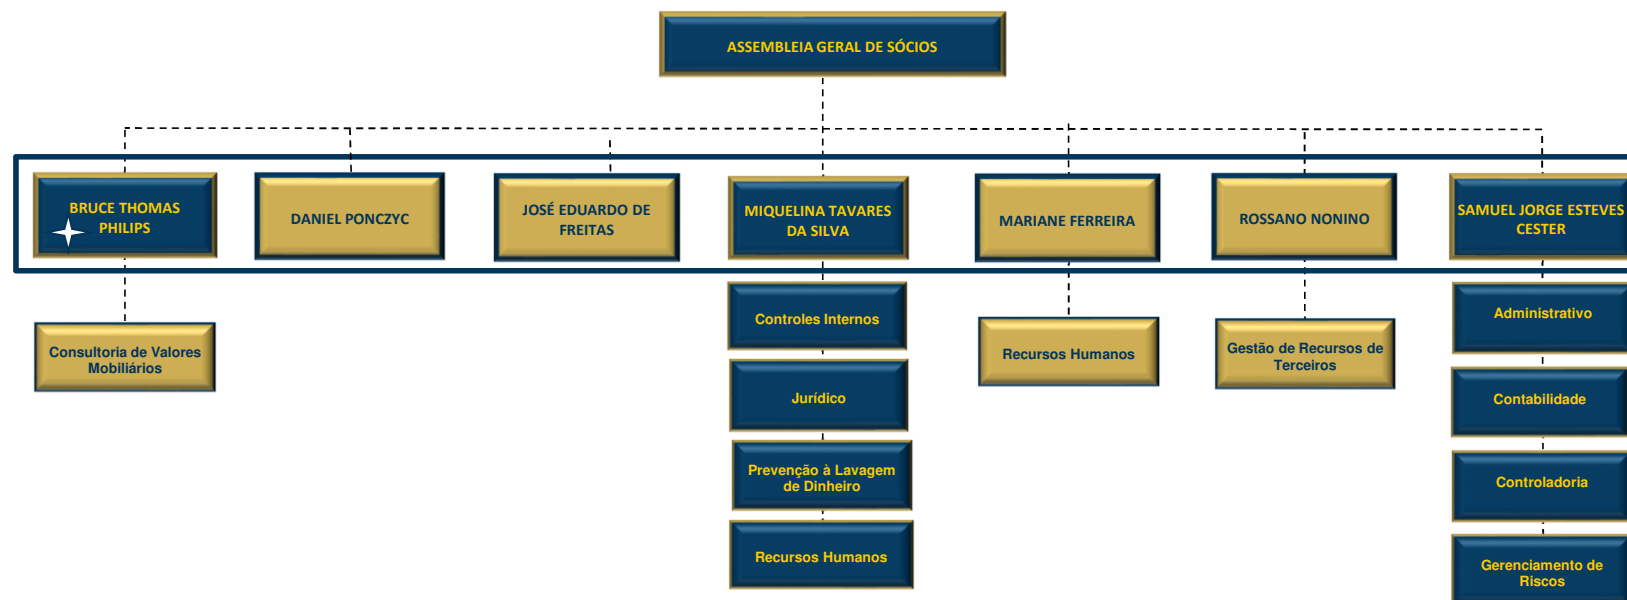 ASSEMBLEIA GERAL DE SÓCIOS
BRUCE THOMAS
PHILIPS
DANIEL PONCZYC
JOSÉ EDUARDO DE
FREITAS
MIQUELINA TAVARES
DA SILVA
MARIANE FERREIRA
ROSSANO NONINO
SAMUEL JORGE ESTEVES
CESTER
Consultoria de Valores
Mobiliários
Controles Internos
Jurídico
Prevenção à Lavagem
de Dinheiro
Recursos Humanos
Recursos Humanos
Gestão de Recursos de
Terceiros
Administrativo
Contabilidade
Controladoria
Gerenciamento de
Riscos